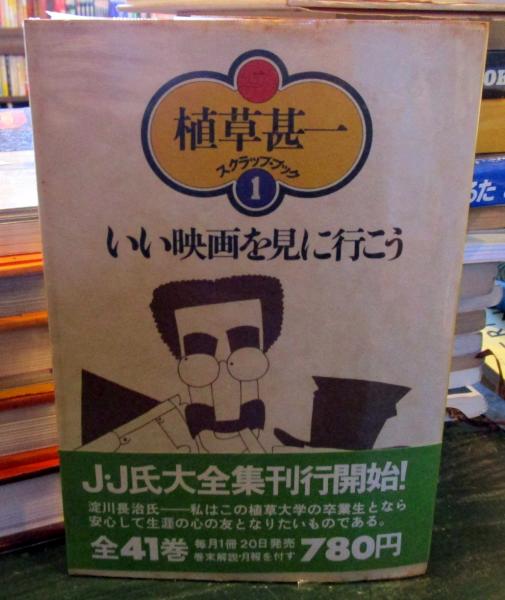 植草甚一
スクラップ・ブック
1
いい映画を見に行こう
J・J氏大全集刊行開始!
淀川長治氏――私はこの植草大学の卒業生となら
安心して生涯の心の友となりたいものである。
全41巻
毎月1冊 20日発売
巻末解説・月報を付す
780円